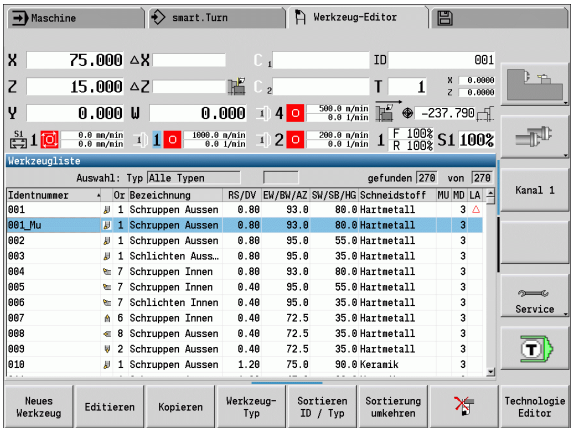 Maschine smart.Turn Werkzeug-Editor
X 75.000 ΔX C 1 ID 001
Z 15.000 ΔZ C 2 T 1 X 0.0000 Z 0.0000
Y 0.000 U 0.000 4 500.0 m/min 0.0 1/min -237.790
S1 1 0.0 mm/min 0.0 mm/min 1 1000.0 m/min 0.0 1/min 2 200.0 m/min 0.0 1/min 1 F 100% R 100% S1 100%
Werkzeugliste
Auswahl: Typ Alle Typen gefunden 270 von 270
Identnummer Or Bezeichnung RS/DV EW/BW/AZ SW/SB/HG Schneidstoff MU MD LA
001 1 Schruppen Aussen 0.80 93.0 80.0 Hartmetall 3
001_Mu 1 Schruppen Aussen 0.80 93.0 80.0 Hartmetall 3
002 1 Schruppen Aussen 0.80 95.0 55.0 Hartmetall 3
003 1 Schlichten Auss… 0.80 95.0 35.0 Hartmetall 3
004 7 Schruppen Innen 0.80 93.0 80.0 Hartmetall 3
005 7 Schruppen Innen 0.40 95.0 55.0 Hartmetall 3
006 7 Schlichten Innen 0.40 95.0 35.0 Hartmetall 3
007 6 Schruppen Innen 0.40 72.5 35.0 Hartmetall 3
008 8 Schruppen Aussen 0.40 72.5 35.0 Hartmetall 3
009 2 Schruppen Aussen 0.40 72.5 35.0 Hartmetall 3
010 1 Schruppen Aussen 1.20 75.0 90.0 Keramik 3
Kanal 1
Service
T
Neues Werkzeug
Editieren
Kopieren
Werkzeug-Typ
Sortieren ID / Typ
Sortierung umkehren
Technologie Editor